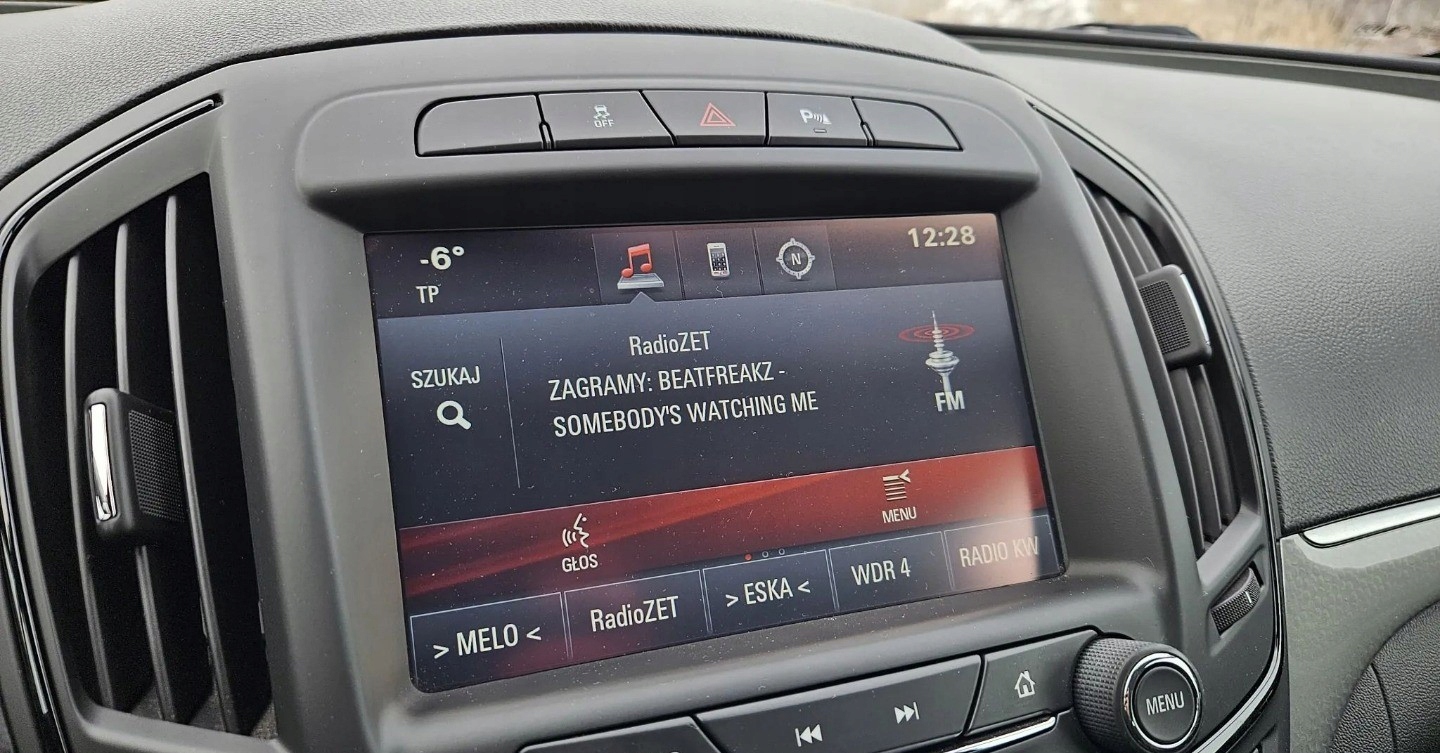 OFF
P
-6°
12:28
TP
N
RadioZET
SZUKAJ
ZAGRAMY: BEATFREAKZ -
SOMEBODY'S WATCHING ME
FM
GŁOS
MENU
> MELO <
RadioZET
> ESKA <
WDR 4
RADIO KW
MENU